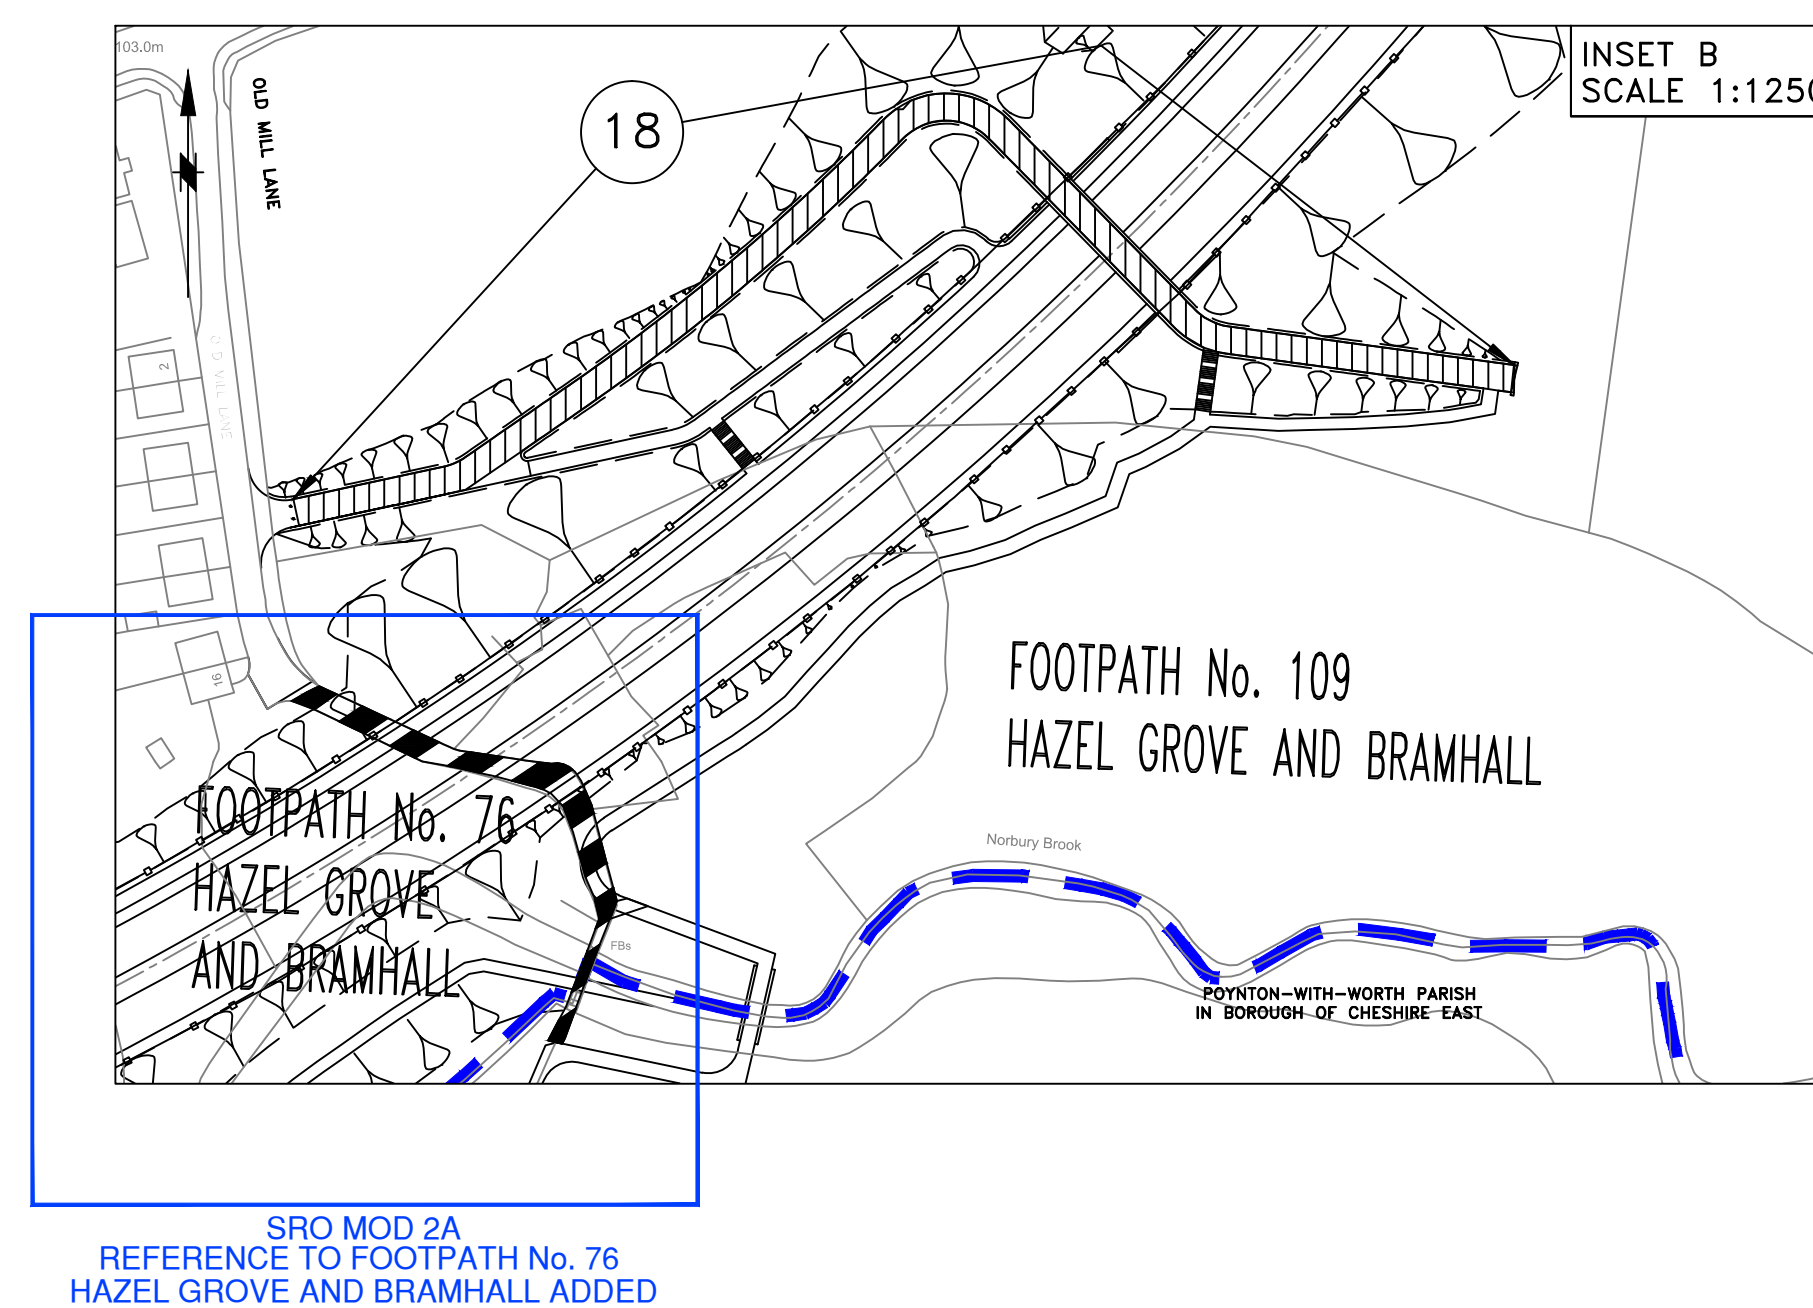 103.0m
OLD MILL LANE
18
INSET B
SCALE 1:1250
2
OLD MILL LANE
16
FOOTPATH No. 109
HAZEL GROVE AND BRAMHALL
FOOTPATH No. 76
HAZEL GROVE
AND BRAMHALL
Norbury Brook
FBs
POYNTON-WITH-WORTH PARISH
IN BOROUGH OF CHESHIRE EAST
SRO MOD 2A
REFERENCE TO FOOTPATH No. 76
HAZEL GROVE AND BRAMHALL ADDED